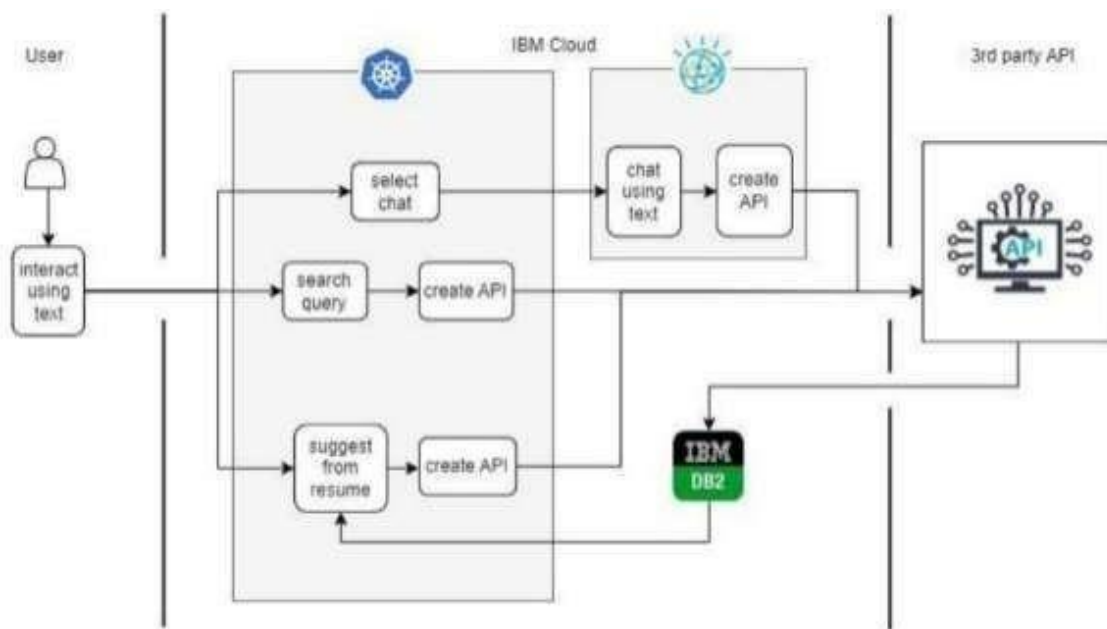 User
IBM Cloud
3rd party API
select
chat
chat
using
text
create
API
API
interact
using
text
search
query
create API
suggest
from
resume
create API
IBM
DB2